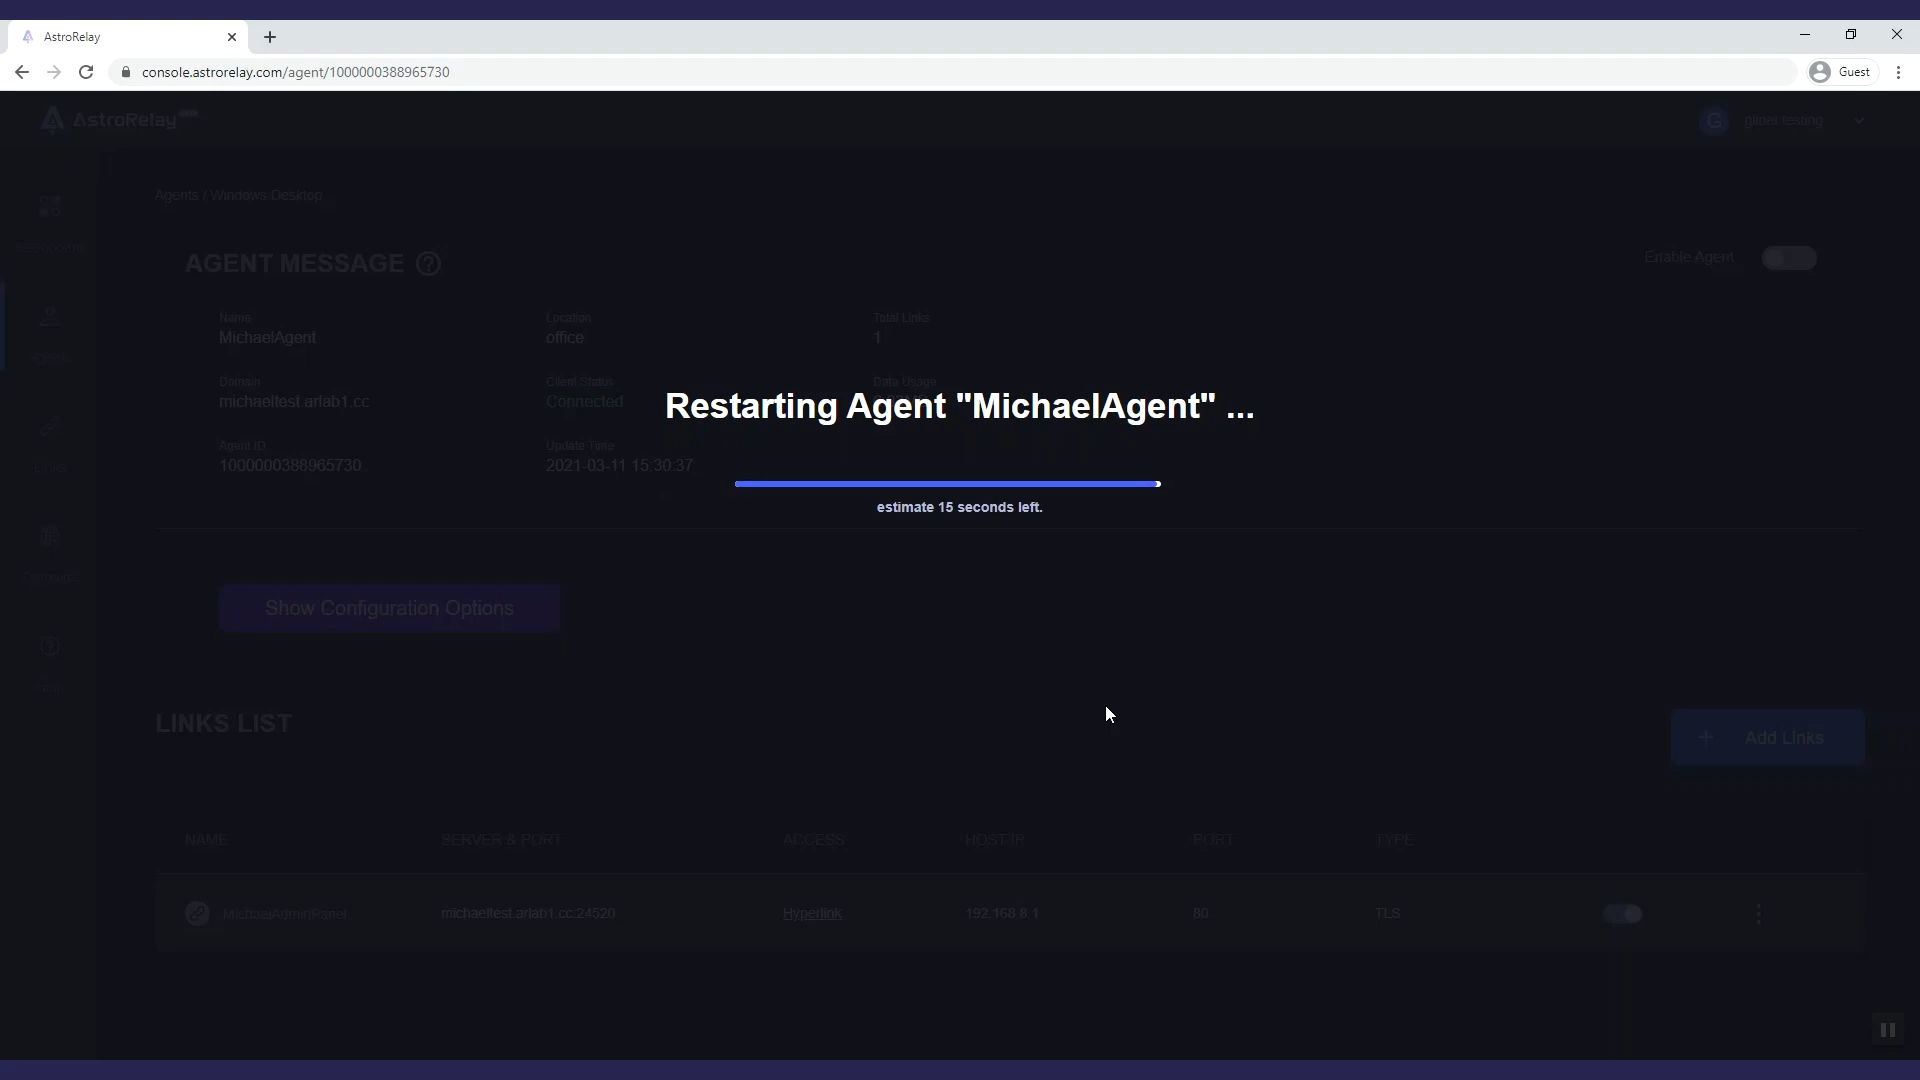 AstroRelay
console.astrorelay.com/agent/1000000388965730
Guest
AstroRelay
G
Agents / Windows Desktop
AGENT MESSAGE
Enable Agent
Name
Location
Total Links
MichaelAgent
office
1
Domain
Client Status
Data Usage
michaeltest.arlab1.cc
Connected
Restarting Agent "MichaelAgent" ...
Agent ID
Update Time
1000000388965730
2021-03-11 15:30:37
estimate 15 seconds left.
Show Configuration Options
LINKS LIST
+ Add Links
NAME
SERVER & PORT
ACCESS
HOST/IP
PORT
TYPE
MichaelAdminPanel
michaeltest.arlab1.cc:24520
Hyperlink
192.168.8.1
80
TLS